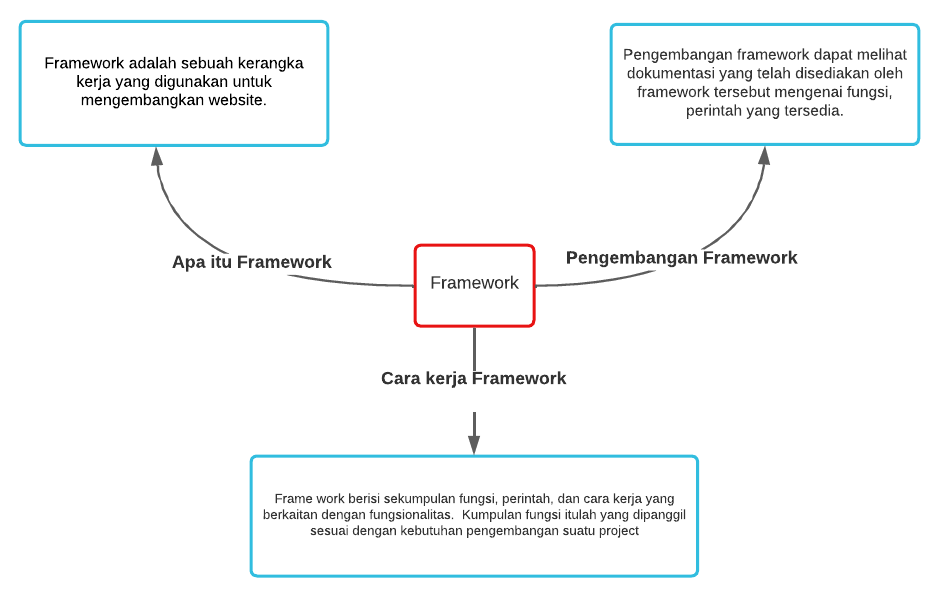 Framework adalah sebuah kerangka
kerja yang digunakan untuk
mengembangkan website.
Pengembangan framework dapat melihat
dokumentasi yang telah disediakan oleh
framework tersebut mengenai fungsi,
perintah yang tersedia.
Apa itu Framework
Framework
Pengembangan Framework
Cara kerja Framework
Frame work berisi sekumpulan fungsi, perintah, dan cara kerja yang
berkaitan dengan fungsionalitas.  Kumpulan fungsi itulah yang dipanggil
sesuai dengan kebutuhan pengembangan suatu project